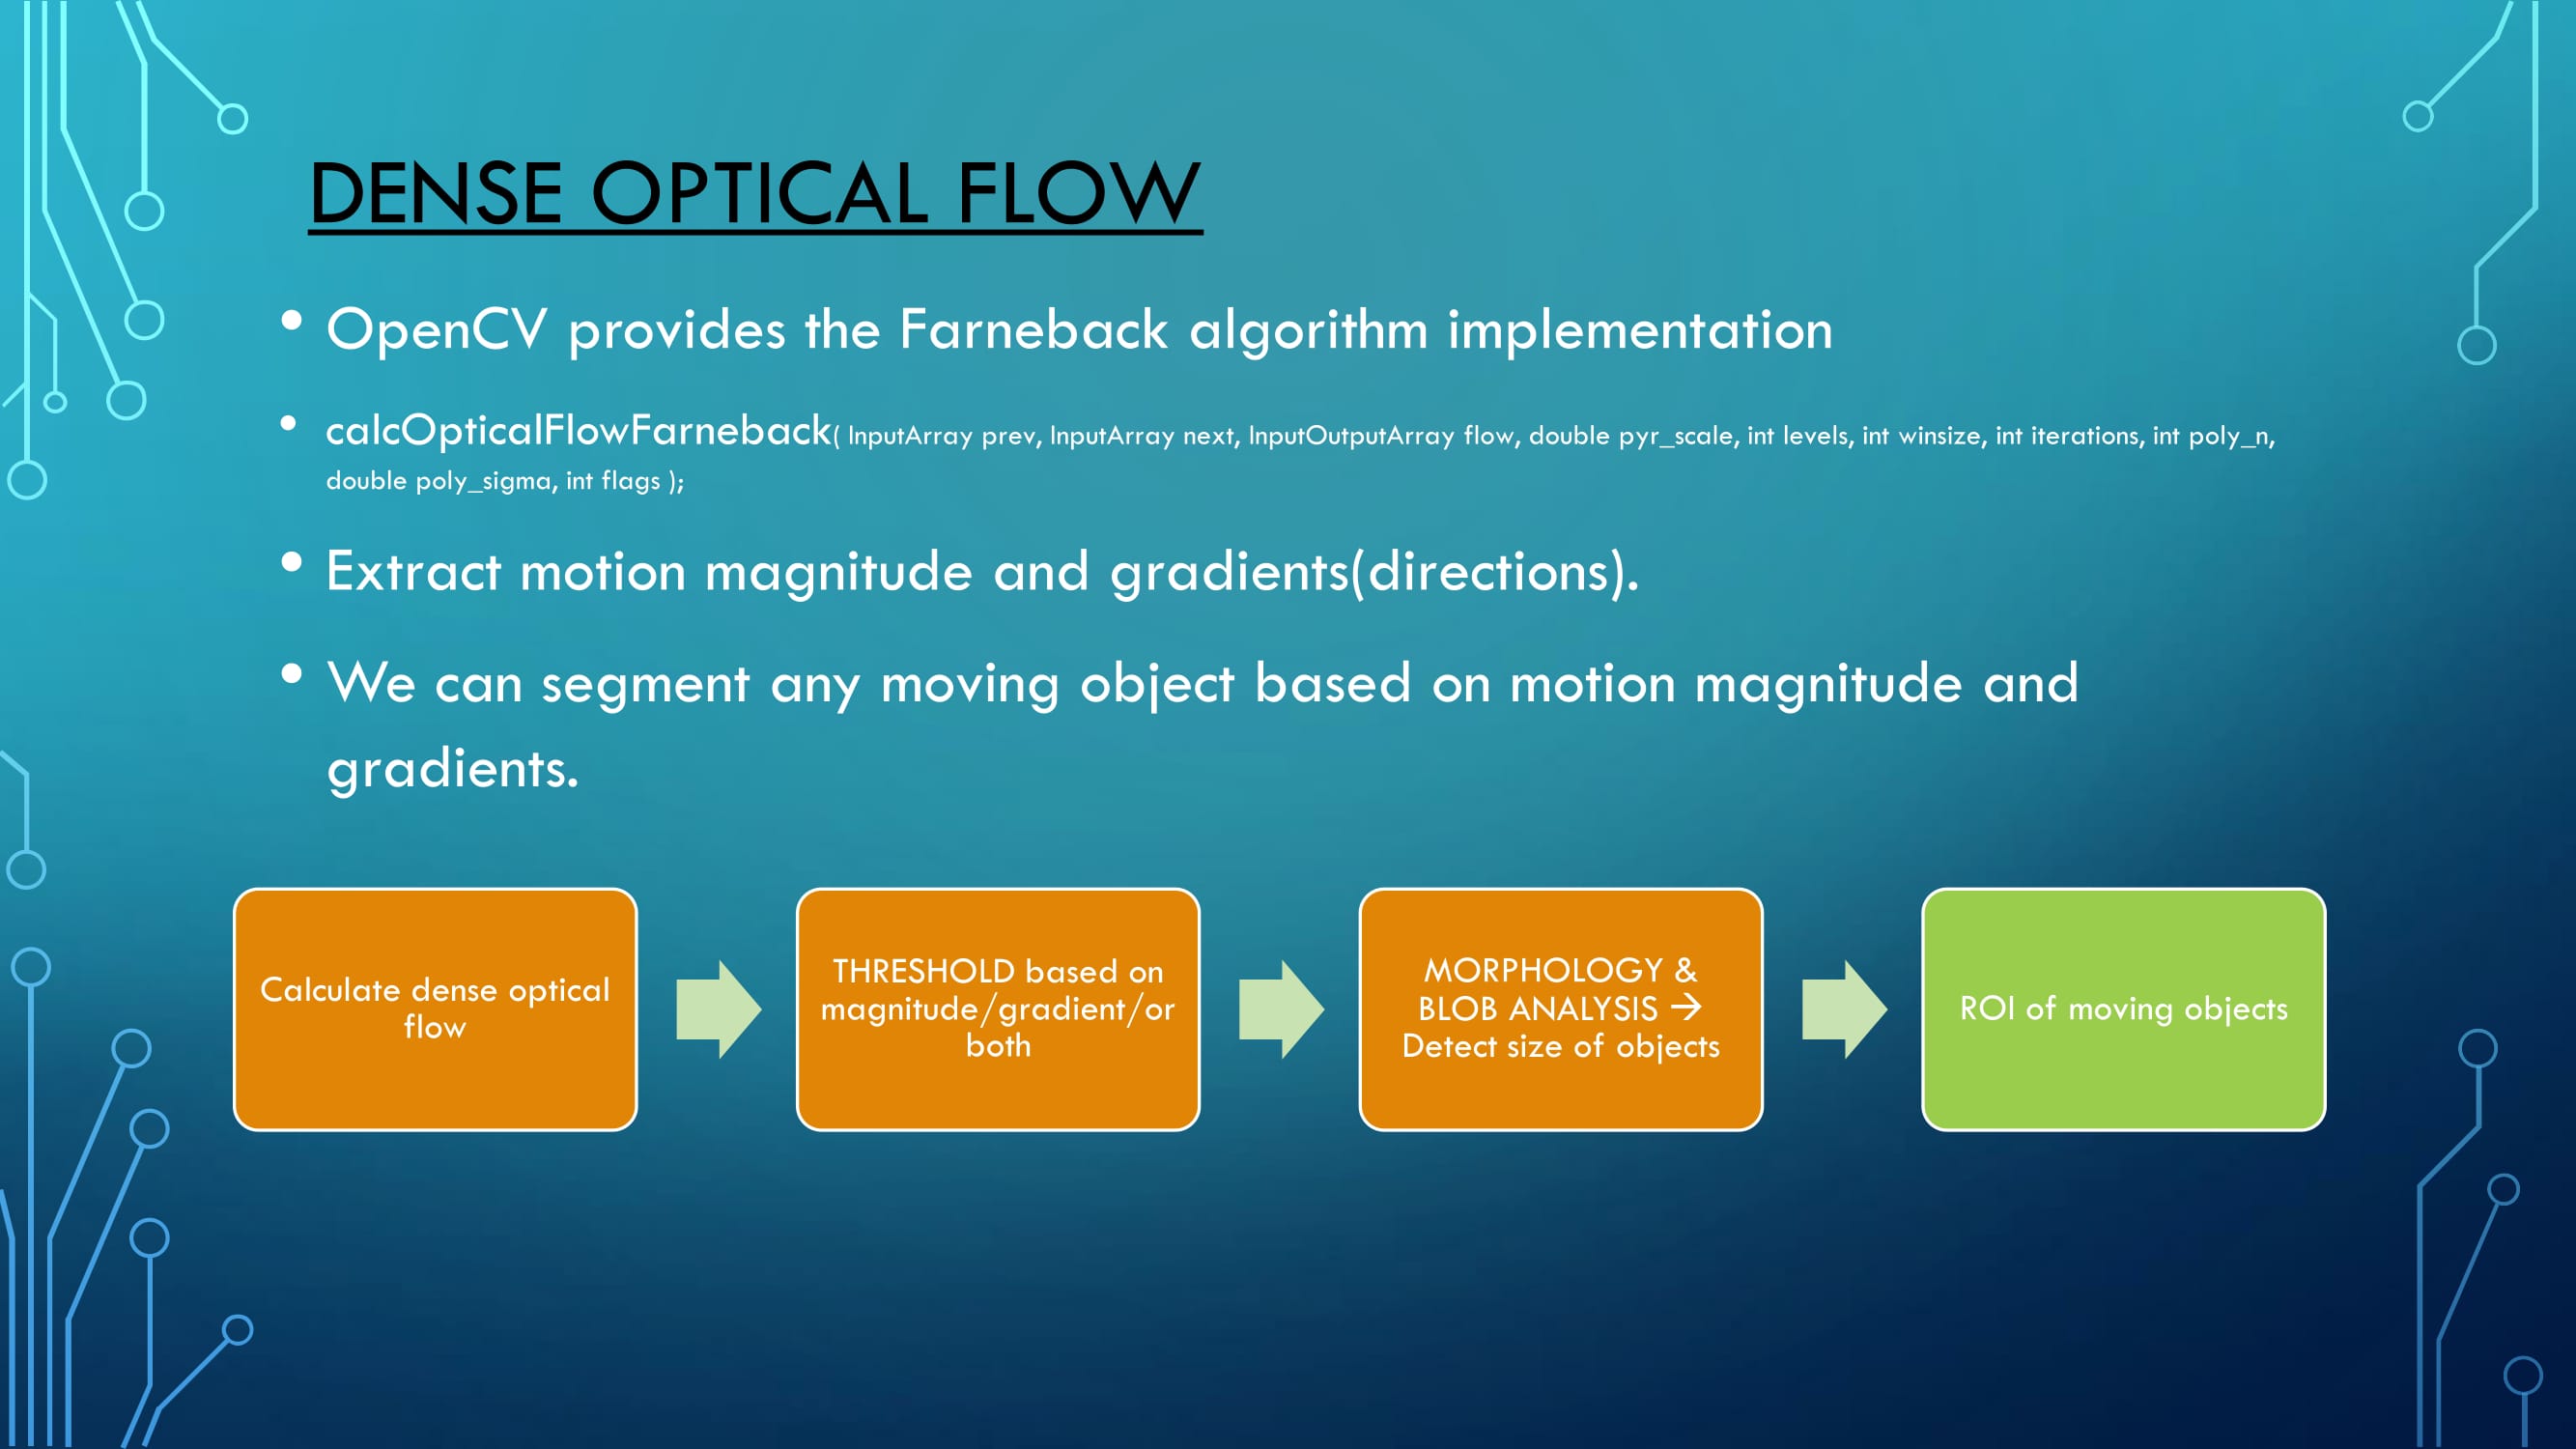 DENSE OPTICAL FLOW
• OpenCV provides the Farneback algorithm implementation
• calcOpticalFlowFarneback( InputArray prev, InputArray next, InputOutputArray flow, double pyr_scale, int levels, int winsize, int iterations, int poly_n,
double poly_sigma, int flags );
• Extract motion magnitude and gradients(directions).
• We can segment any moving object based on motion magnitude and
gradients.
Calculate dense optical
flow
THRESHOLD based on
magnitude/gradient/or
both
MORPHOLOGY &
BLOB ANALYSIS →
Detect size of objects
ROI of moving objects